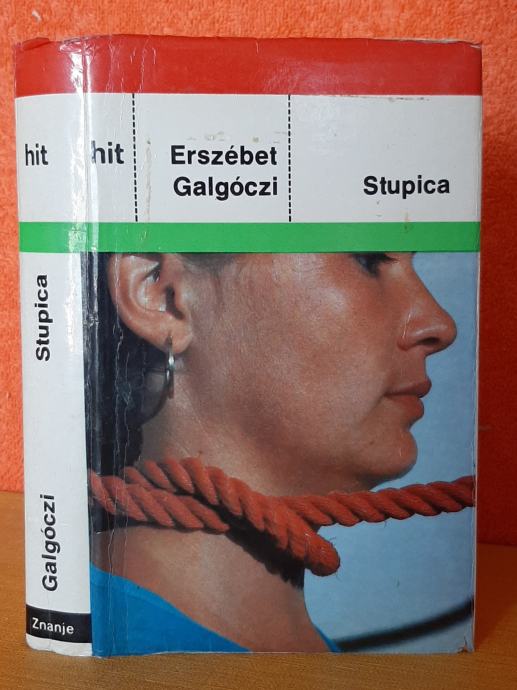 hit
Stupica
Galgóczi
Znanje
hit
Erszébet
Galgóczi
Stupica